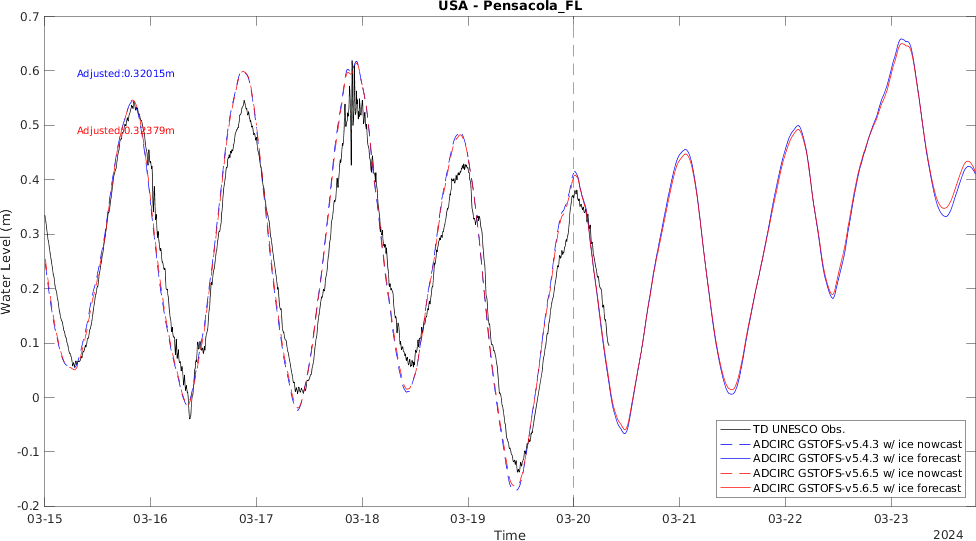 USA - Pensacola_FL
0.7
0.6
0.5
0.4
0.3
0.2
0.1
0
-0.1
-0.2
Water Level (m)
Adjusted:0.32015m
Adjusted:0.32379m
TD UNESCO Obs.
ADCIRC GSTOFS-v5.4.3 w/ ice nowcast
ADCIRC GSTOFS-v5.4.3 w/ ice forecast
ADCIRC GSTOFS-v5.6.5 w/ ice nowcast
ADCIRC GSTOFS-v5.6.5 w/ ice forecast
03-15 03-16 03-17 03-18 03-19 03-20 03-21 03-22 03-23
Time
2024